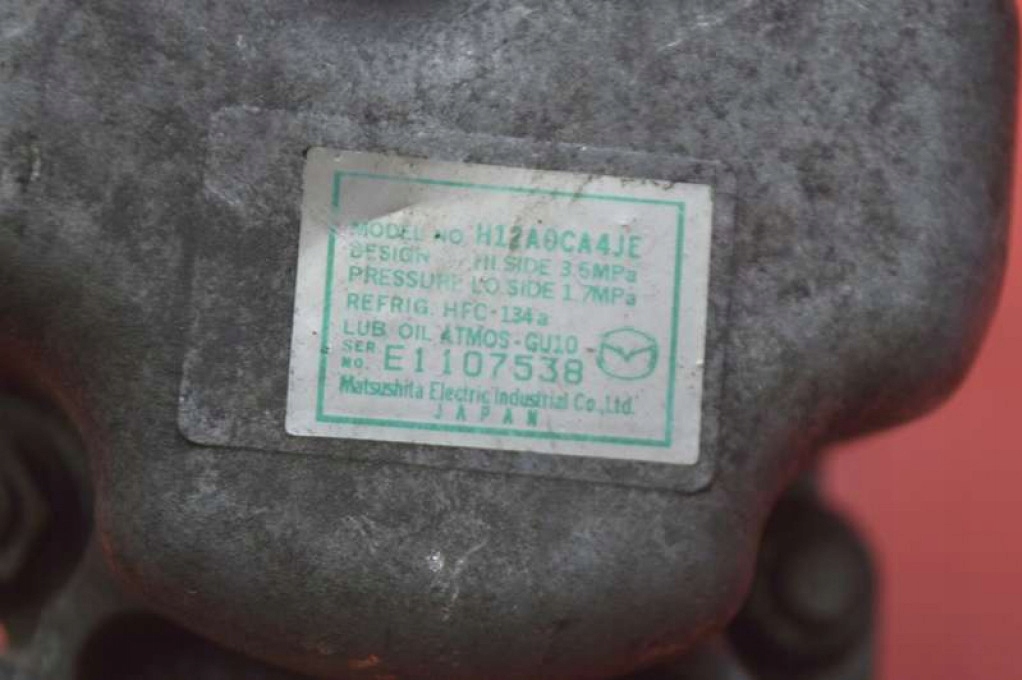 MODEL NO. H12A0CA4JE
DESIGN HI SIDE 3.5MPa
PRESSURE LO SIDE 1.7MPa
REFRIG. HFC-134a
LUB OIL ATMOS-GU10
SER. NO. E1107538
Matsushita Electric Industrial Co.,Ltd.
JAPAN